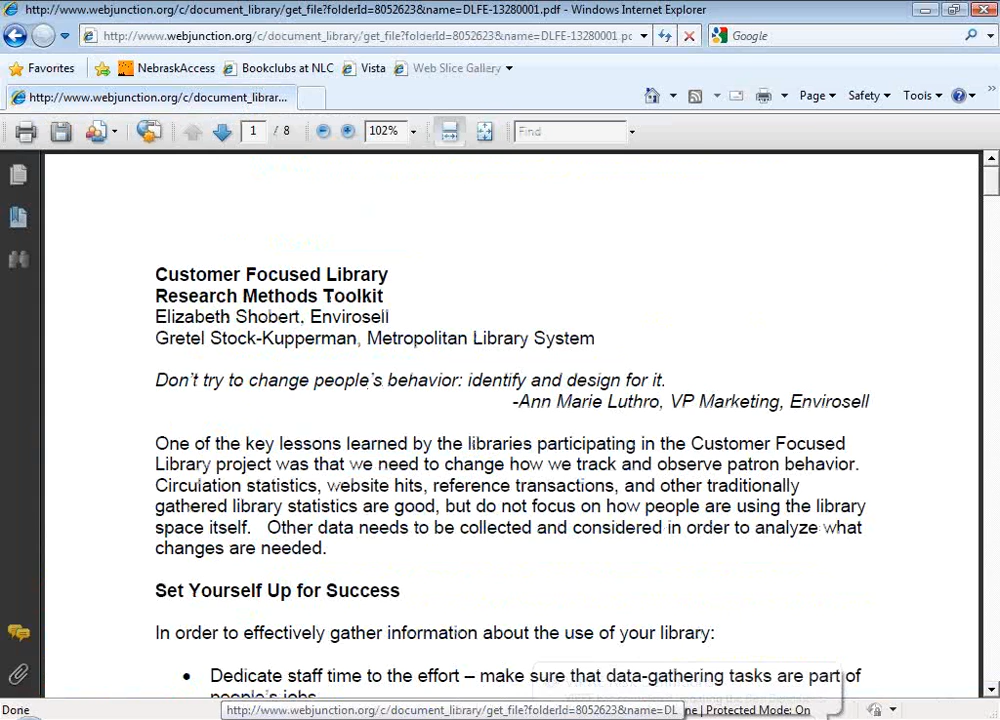 http://www.webjunction.org/c/document_library/get_file?folderId=8052623&name=DLFE-13280001.pdf - Windows Internet Explorer
http://www.webjunction.org/c/document_library/get_file?folderId=8052623&name=DLFE-13280001.pc
Google
Favorites NebraskAccess Bookclubs at NLC Vista Web Slice Gallery
http://www.webjunction.org/c/document_librar... Page Safety Tools
1 / 8 102% Find
Customer Focused Library
Research Methods Toolkit
Elizabeth Shobert, Envirosell
Gretel Stock-Kupperman, Metropolitan Library System
Don't try to change people's behavior: identify and design for it.
-Ann Marie Luthro, VP Marketing, Envirosell
One of the key lessons learned by the libraries participating in the Customer Focused
Library project was that we need to change how we track and observe patron behavior.
Circulation statistics, website hits, reference transactions, and other traditionally
gathered library statistics are good, but do not focus on how people are using the library
space itself. Other data needs to be collected and considered in order to analyze what
changes are needed.
Set Yourself Up for Success
In order to effectively gather information about the use of your library:
• Dedicate staff time to the effort – make sure that data-gathering tasks are part of
people's jobs
Done http://www.webjunction.org/c/document_library/get_file?folderId=8052623&name=DL ne | Protected Mode: On